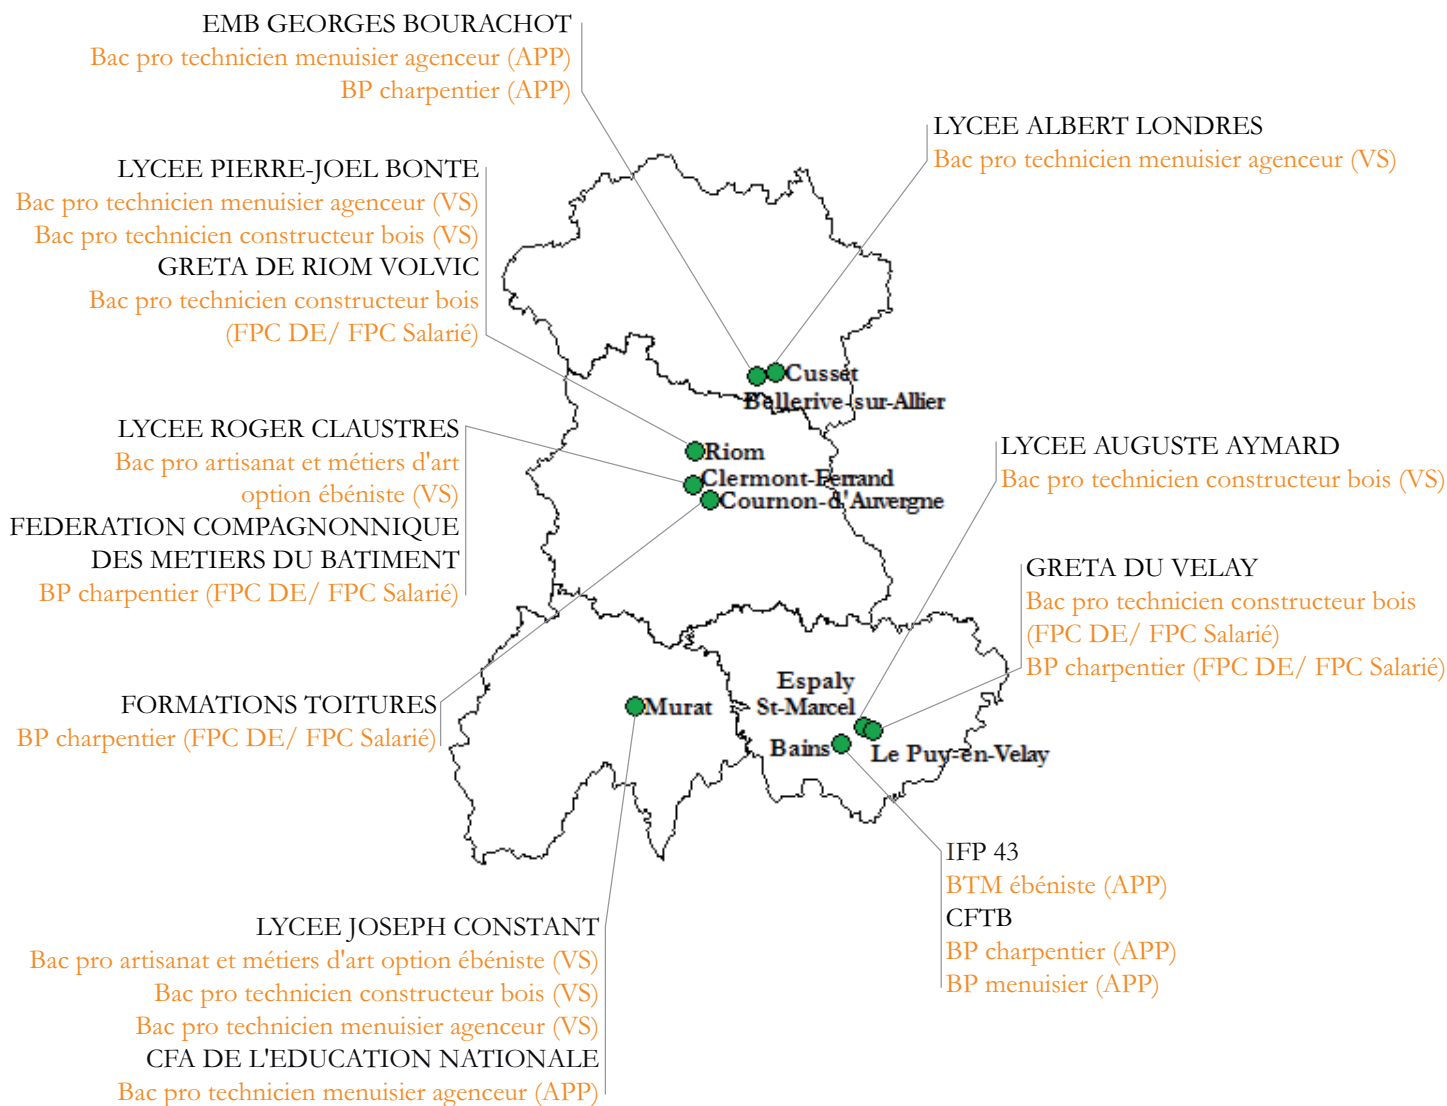 EMB GEORGES BOURACHOT
Bac pro technicien menuisier agenceur (APP)
BP charpentier (APP)
LYCEE ALBERT LONDRES
Bac pro technicien menuisier agenceur (VS)
LYCEE PIERRE-JOEL BONTE
Bac pro technicien menuisier agenceur (VS)
Bac pro technicien constructeur bois (VS)
GRETA DE RIOM VOLVIC
Bac pro technicien constructeur bois
(FPC DE/ FPC Salarié)
Cusset
Bellerive-sur-Allier
Riom
Clermont-Ferrand
Cournon-d'Auvergne
LYCEE ROGER CLAUSTRES
Bac pro artisanat et métiers d'art
option ébéniste (VS)
FEDERATION COMPAGNONNIQUE
DES METIERS DU BATIMENT
BP charpentier (FPC DE/ FPC Salarié)
LYCEE AUGUSTE AYMARD
Bac pro technicien constructeur bois (VS)
GRETA DU VELAY
Bac pro technicien constructeur bois
(FPC DE/ FPC Salarié)
BP charpentier (FPC DE/ FPC Salarié)
FORMATIONS TOITURES
BP charpentier (FPC DE/ FPC Salarié)
Murat
Espaly
St-Marcel
Bains
Le Puy-en-Velay
IFP 43
BTM ébéniste (APP)
CFTB
BP charpentier (APP)
BP menuisier (APP)
LYCEE JOSEPH CONSTANT
Bac pro artisanat et métiers d'art option ébéniste (VS)
Bac pro technicien constructeur bois (VS)
Bac pro technicien menuisier agenceur (VS)
CFA DE L'EDUCATION NATIONALE
Bac pro technicien menuisier agenceur (APP)